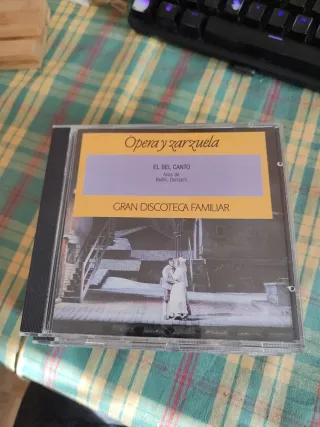 Opera y zarzuela
EL BEL CANTO
Arias de
Bellini, Donizetti
GRAN DISCOTECA FAMILIAR